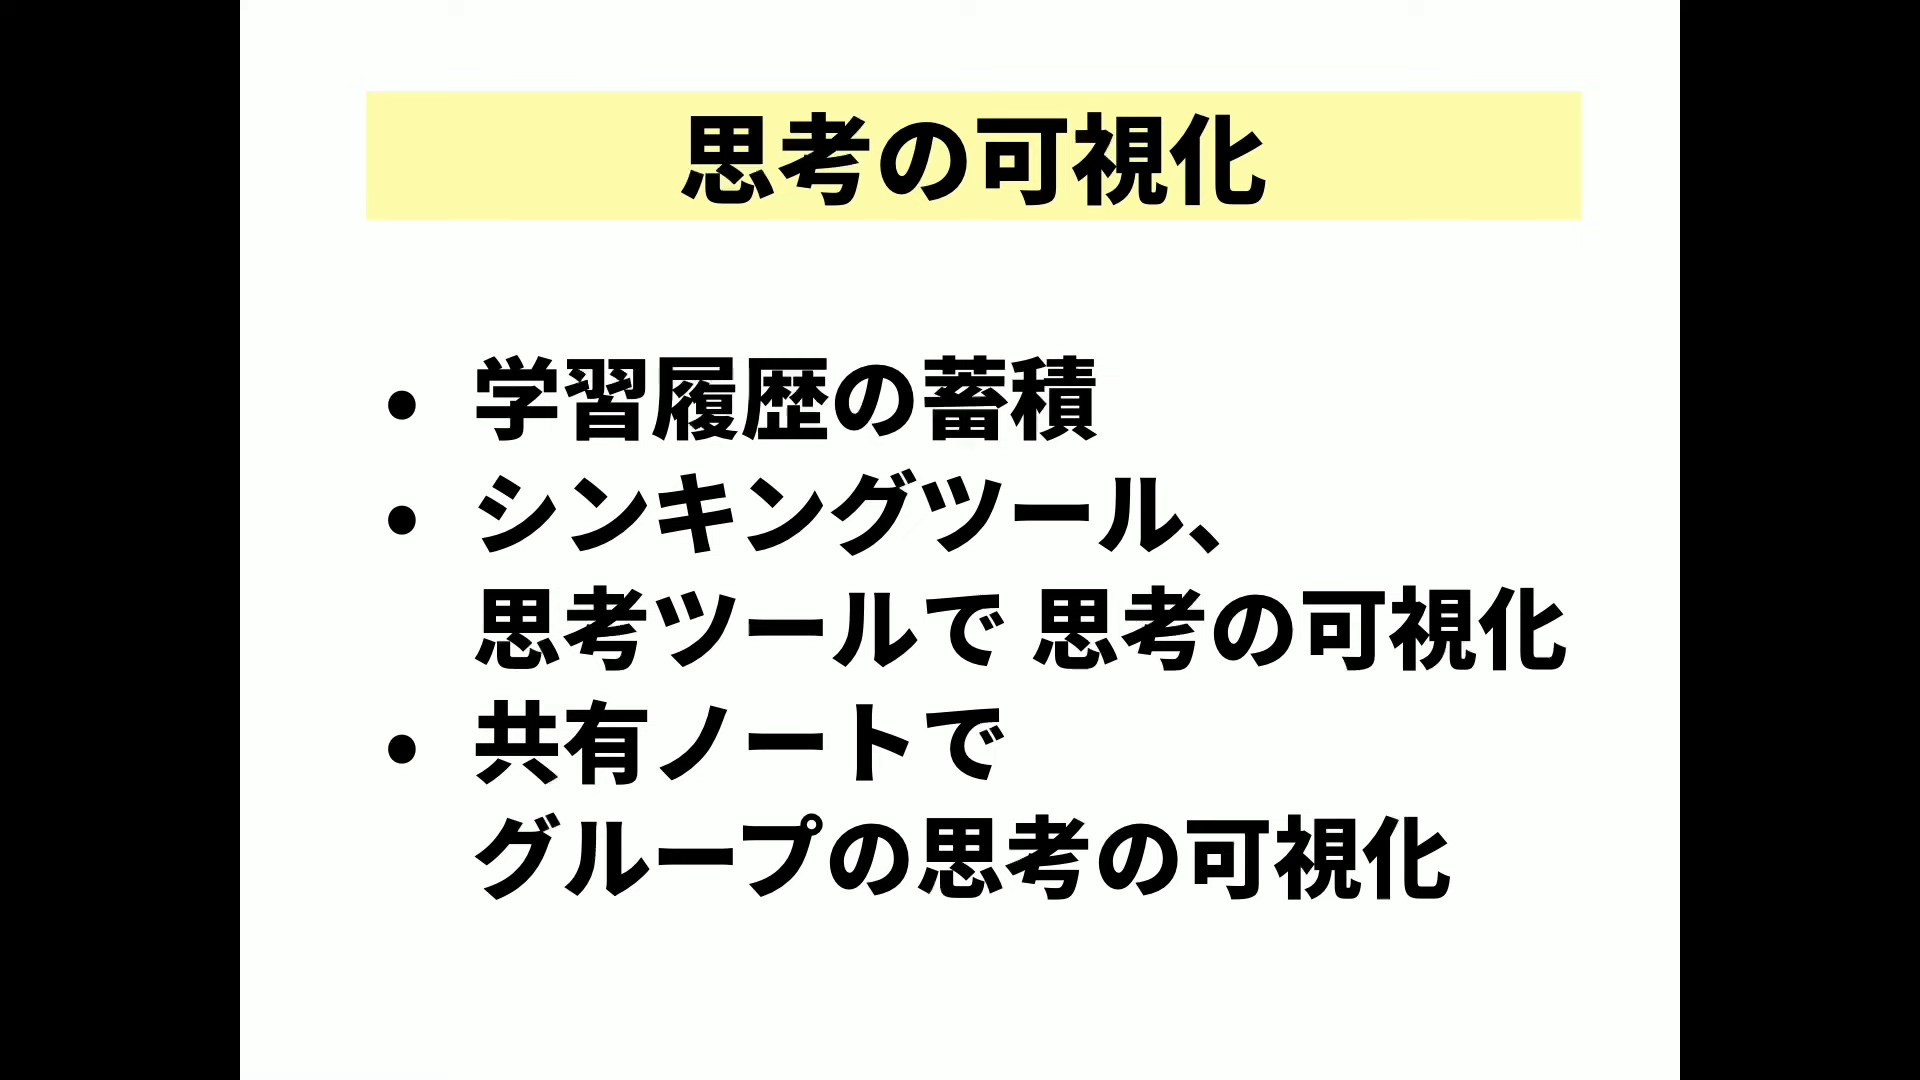 思考の可視化
• 学習履歴の蓄積
• シンキングツール、
思考ツールで 思考の可視化
• 共有ノートで
グループの思考の可視化